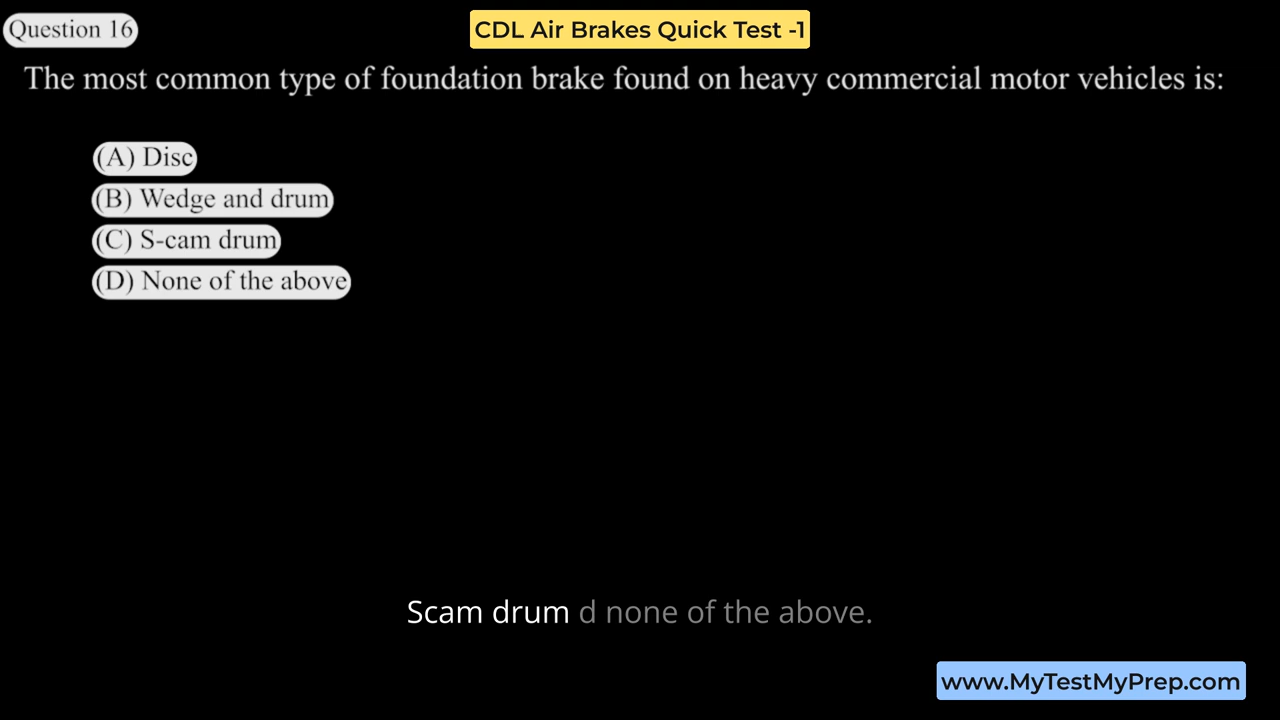 Question 16
CDL Air Brakes Quick Test -1
The most common type of foundation brake found on heavy commercial motor vehicles is:
(A) Disc
(B) Wedge and drum
(C) S-cam drum
(D) None of the above
Scam drum d none of the above.
www.MyTestMyPrep.com